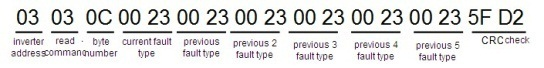 03 03 0C 00 23 00 23 00 23 00 23 00 23 00 23 5F D2
inverter address
read command
byte number
current fault type
previous fault type
previous 2 fault type
previous 3 fault type
previous 4 fault type
previous 5 fault type
CRCcheck